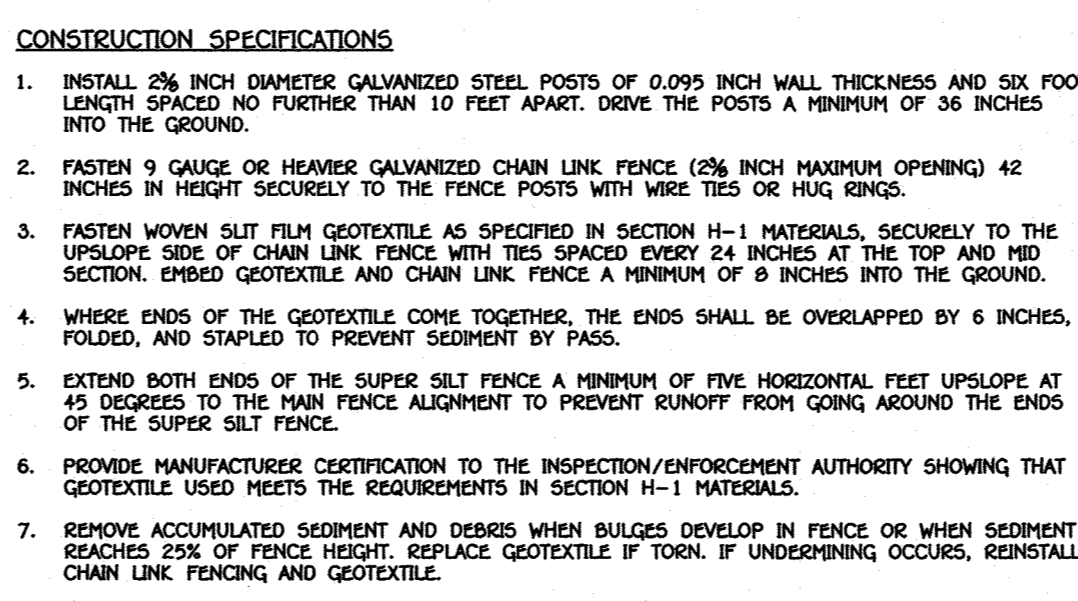 CONSTRUCTION SPECIFICATIONS
1. INSTALL 2⅜ INCH DIAMETER GALVANIZED STEEL POSTS OF 0.095 INCH WALL THICKNESS AND SIX FOO
LENGTH SPACED NO FURTHER THAN 10 FEET APART. DRIVE THE POSTS A MINIMUM OF 36 INCHES
INTO THE GROUND.
2. FASTEN 9 GAUGE OR HEAVIER GALVANIZED CHAIN LINK FENCE (2⅜ INCH MAXIMUM OPENING) 42
INCHES IN HEIGHT SECURELY TO THE FENCE POSTS WITH WIRE TIES OR HUG RINGS.
3. FASTEN WOVEN SLIT FILM GEOTEXTILE AS SPECIFIED IN SECTION H-1 MATERIALS, SECURELY TO THE
UPSLOPE SIDE OF CHAIN LINK FENCE WITH TIES SPACED EVERY 24 INCHES AT THE TOP AND MID
SECTION. EMBED GEOTEXTILE AND CHAIN LINK FENCE A MINIMUM OF 8 INCHES INTO THE GROUND.
4. WHERE ENDS OF THE GEOTEXTILE COME TOGETHER, THE ENDS SHALL BE OVERLAPPED BY 6 INCHES,
FOLDED, AND STAPLED TO PREVENT SEDIMENT BY PASS.
5. EXTEND BOTH ENDS OF THE SUPER SILT FENCE A MINIMUM OF FIVE HORIZONTAL FEET UPSLOPE AT
45 DEGREES TO THE MAIN FENCE ALIGNMENT TO PREVENT RUNOFF FROM GOING AROUND THE ENDS
OF THE SUPER SILT FENCE.
6. PROVIDE MANUFACTURER CERTIFICATION TO THE INSPECTION/ENFORCEMENT AUTHORITY SHOWING THAT
GEOTEXTILE USED MEETS THE REQUIREMENTS IN SECTION H-1 MATERIALS.
7. REMOVE ACCUMULATED SEDIMENT AND DEBRIS WHEN BULGES DEVELOP IN FENCE OR WHEN SEDIMENT
REACHES 25% OF FENCE HEIGHT. REPLACE GEOTEXTILE IF TORN. IF UNDERMINING OCCURS, REINSTALL
CHAIN LINK FENCING AND GEOTEXTILE.